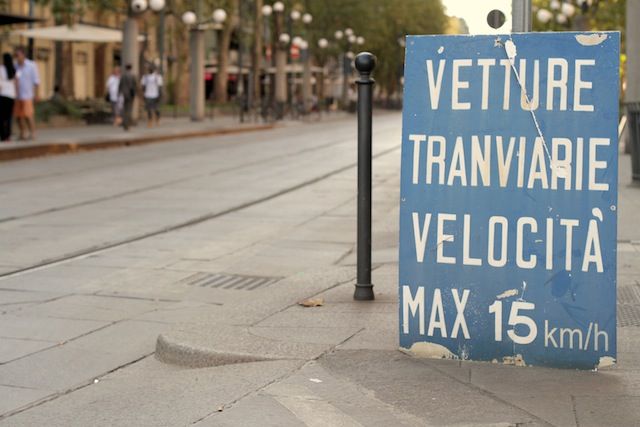 VETTURE
TRANVIARIE
VELOCITÀ
MAX 15 km/h